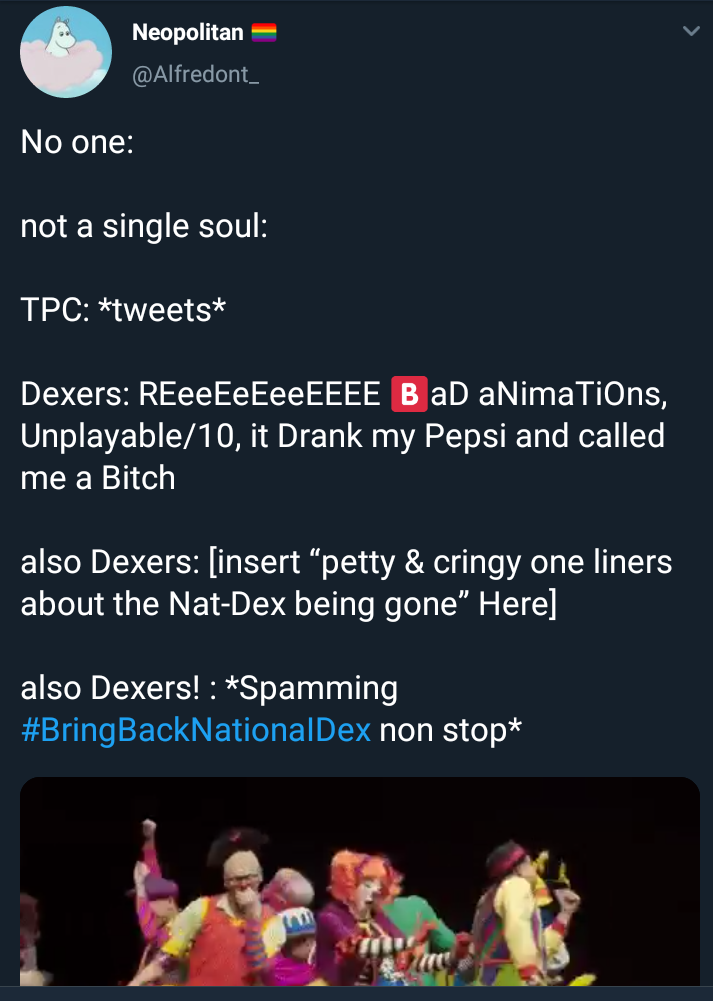 Neopolitan 🏳️‍🌈
@Alfredont_
No one:
not a single soul:
TPC: *tweets*
Dexers: REeeEeEeeEEEE 🅱️aD aNimaTiOns,
Unplayable/10, it Drank my Pepsi and called
me a Bitch
also Dexers: [insert “petty & cringy one liners
about the Nat-Dex being gone” Here]
also Dexers! : *Spamming
#BringBackNationalDex non stop*